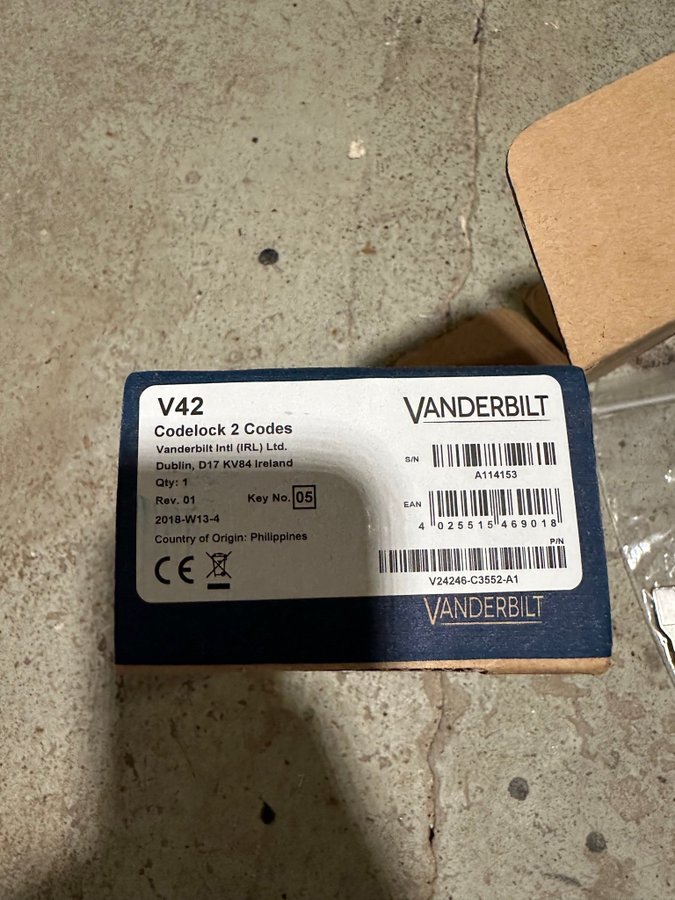 V42
Codelock 2 Codes
Vanderbilt Intl (IRL) Ltd.
Dublin, D17 KV84 Ireland
Qty: 1
Rev. 01 Key No. 05
2018-W13-4
Country of Origin: Philippines
CE
VANDERBILT
S/N
A114153
EAN
4 025515 469018
P/N
V24246-C3552-A1
VANDERBILT